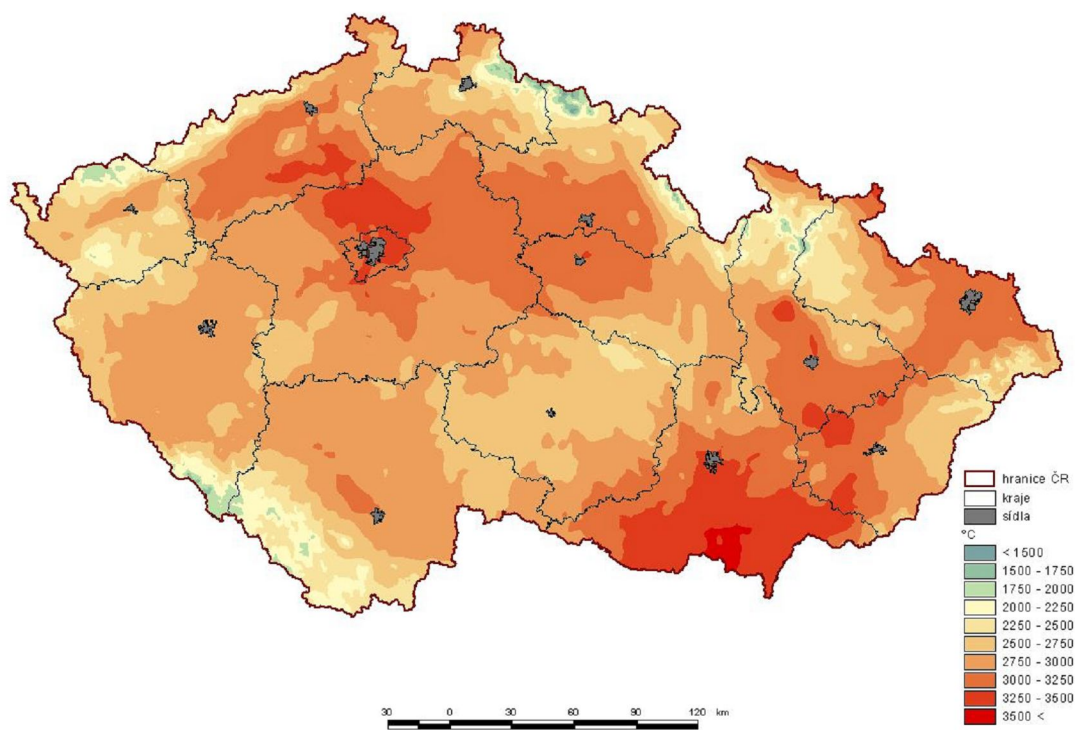 hranice ČR
kraje
sídla
°C
< 1500
1500 - 1750
1750 - 2000
2000 - 2250
2250 - 2500
2500 - 2750
2750 - 3000
3000 - 3250
3250 - 3500
3500 <
30 0 30 60 90 120 km